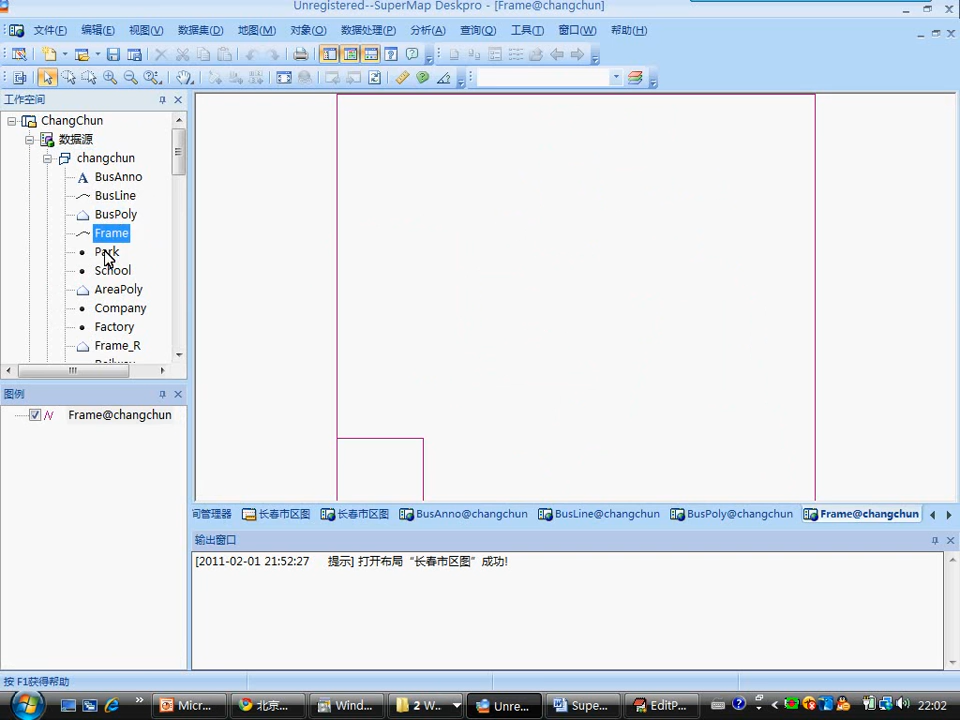 Unregistered--SuperMap Deskpro - [Frame@changchun]
文件(F) 编辑(E) 视图(V) 数据集(D) 地图(M) 对象(O) 数据处理(P) 分析(A) 查询(Q) 工具(T) 窗口(W) 帮助(H)
工作空间
ChangChun
数据源
changchun
BusAnno
BusLine
BusPoly
Frame
Park
School
AreaPoly
Company
Factory
Frame_R
图例
Frame@changchun
间管理器 长春市区图 长春市区图 BusAnno@changchun BusLine@changchun BusPoly@changchun Frame@changchun
输出窗口
[2011-02-01 21:52:27 提示] 打开布局 “长春市区图” 成功!
按 F1获得帮助
Micr... 北京... Wind... 2 W... Unre... Supe... EditP... 22:02